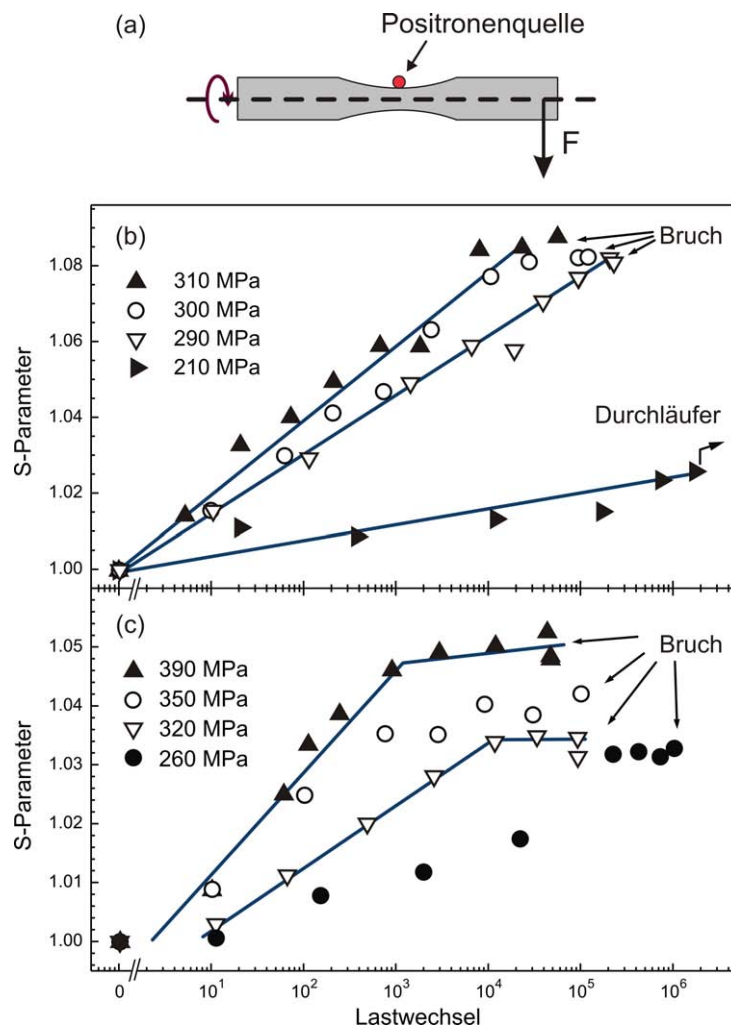 (a)
Positronenquelle
F
(b)
Bruch
310 MPa
300 MPa
290 MPa
210 MPa
Durchläufer
S-Parameter
1.08
1.06
1.04
1.02
1.00
(c)
Bruch
390 MPa
350 MPa
320 MPa
260 MPa
S-Parameter
1.05
1.04
1.03
1.02
1.01
1.00
0 10¹ 10² 10³ 10⁴ 10⁵ 10⁶
Lastwechsel